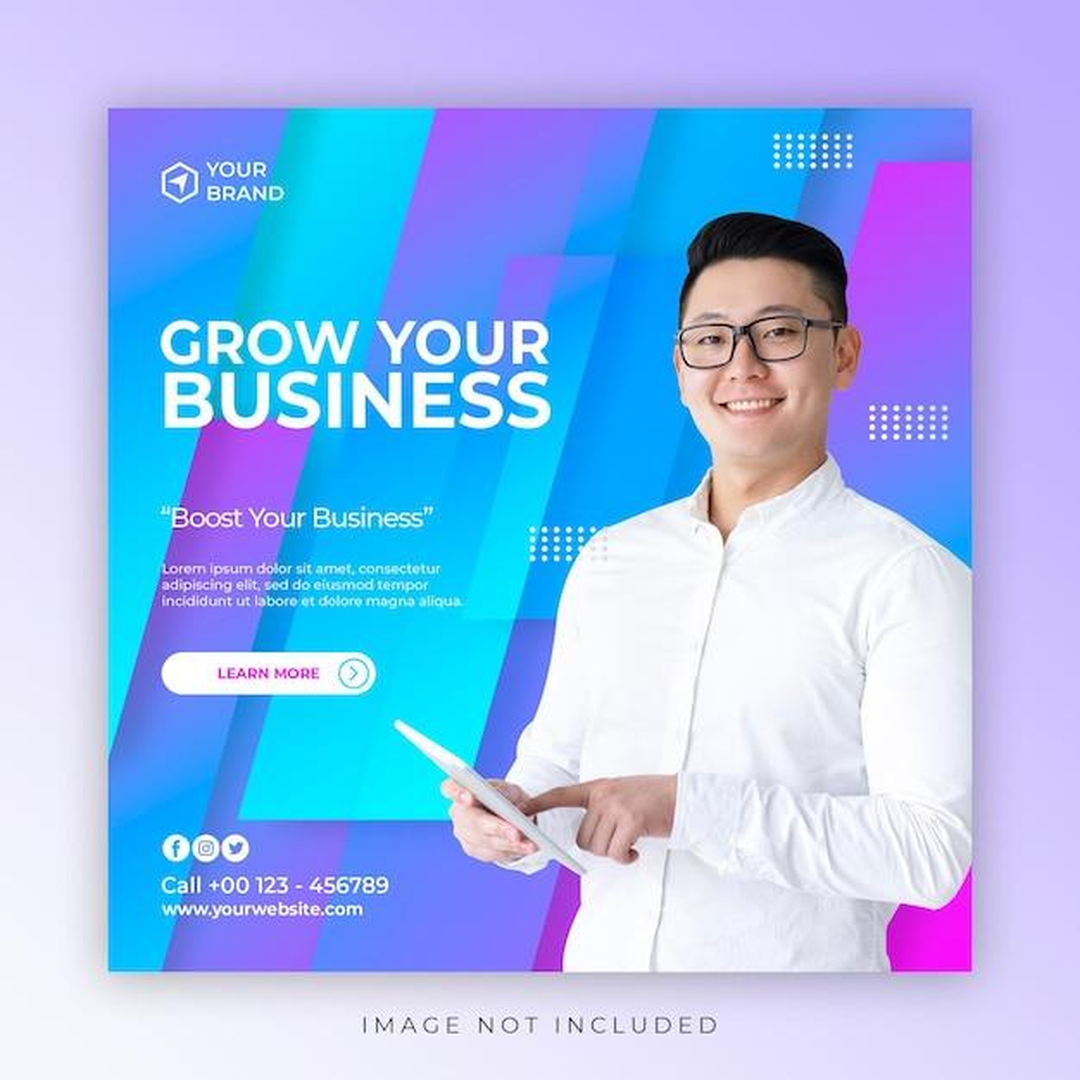 YOUR
BRAND
GROW YOUR
BUSINESS
“Boost Your Business”
Lorem ipsum dolor sit amet, consectetur
adipiscing elit, sed do eiusmod tempor
incididunt ut labore et dolore magna aliqua.
LEARN MORE
Call +00 123 - 456789
www.yourwebsite.com
IMAGE NOT INCLUDED